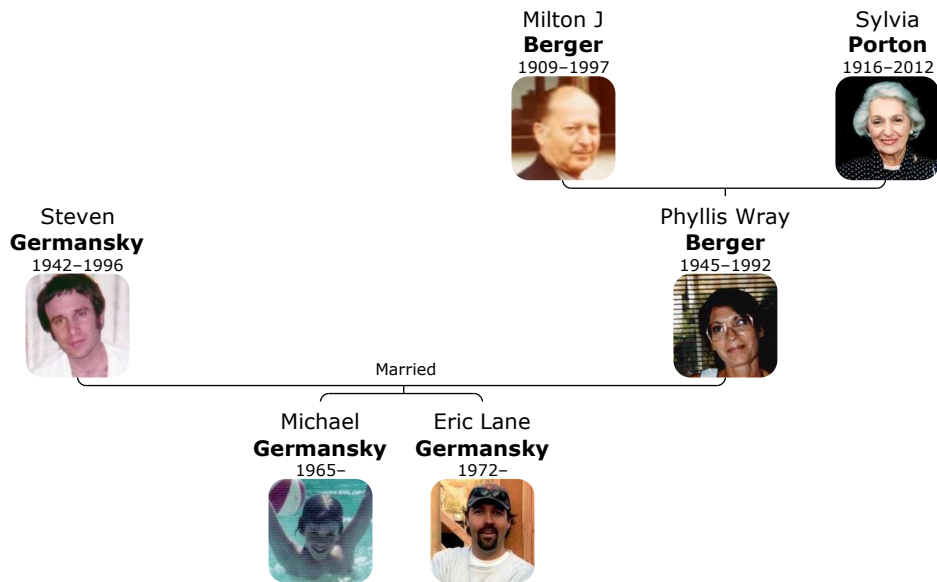 Milton J
Berger
1909–1997
Sylvia
Porton
1916–2012
Steven
Germansky
1942–1996
Phyllis Wray
Berger
1945–1992
Married
Michael
Germansky
1965–
Eric Lane
Germansky
1972–